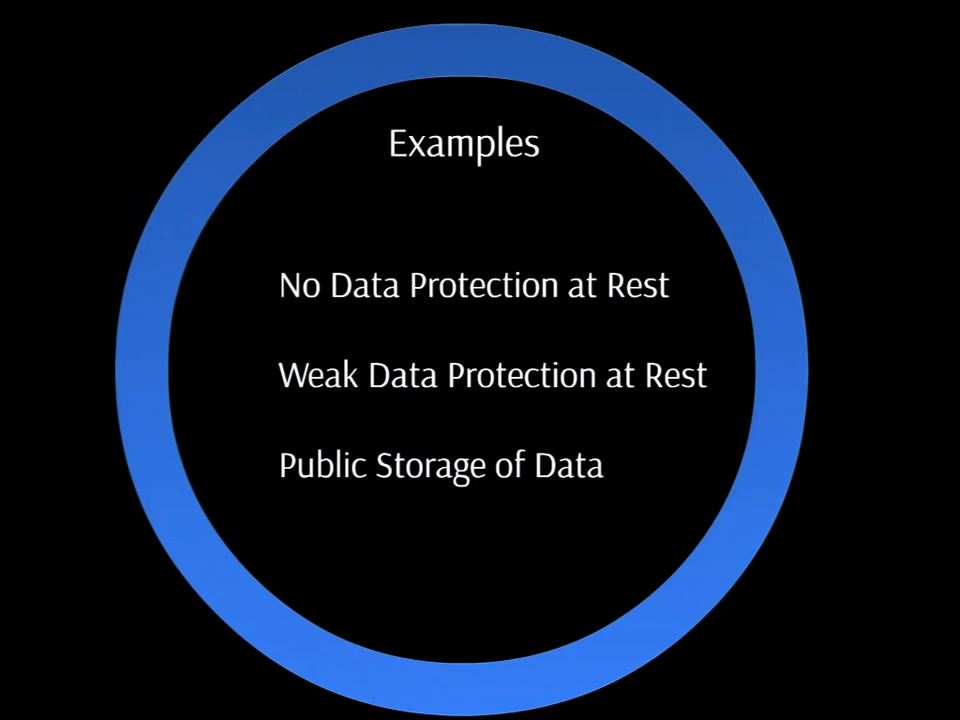 Examples
No Data Protection at Rest
Weak Data Protection at Rest
Public Storage of Data